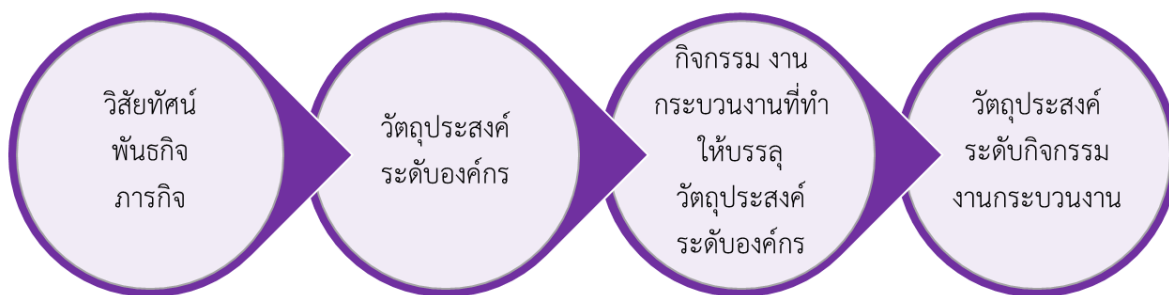 วิสัยทัศน์
พันธกิจ
ภารกิจ
วัตถุประสงค์
ระดับองค์กร
กิจกรรม งาน
กระบวนงานที่ทำ
ให้บรรลุ
วัตถุประสงค์
ระดับองค์กร
วัตถุประสงค์
ระดับกิจกรรม
งานกระบวนงาน